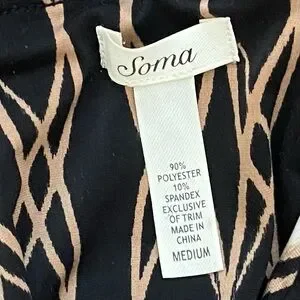 Soma
90%
POLYESTER
10%
SPANDEX
EXCLUSIVE
OF TRIM
MADE IN
CHINA
MEDIUM